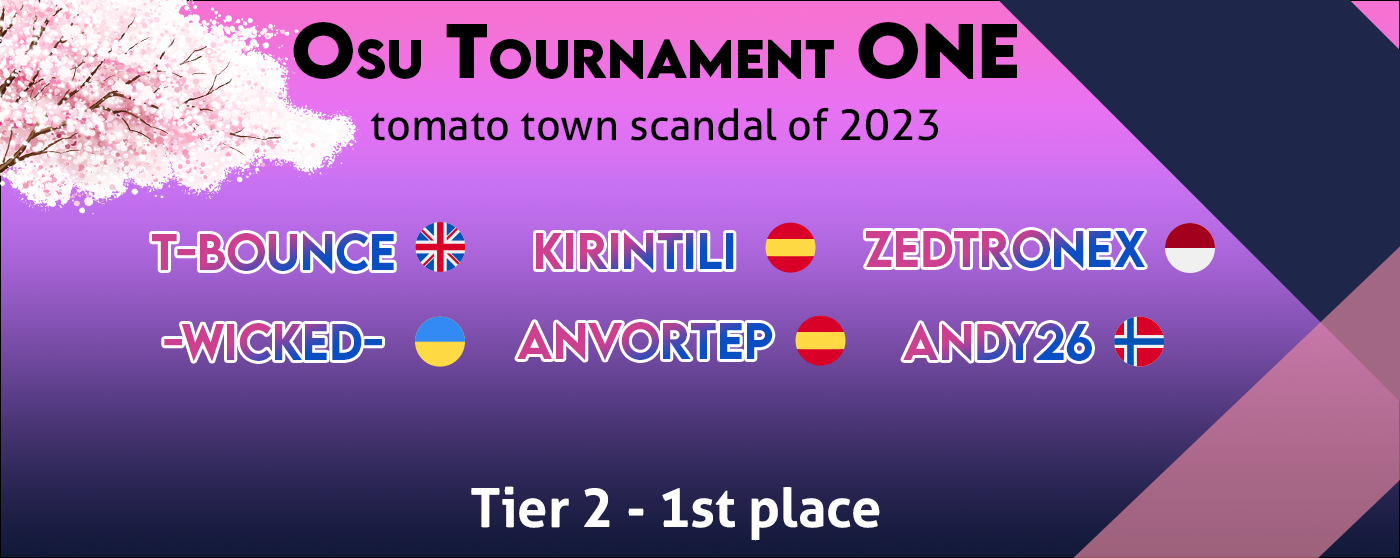 Osu Tournament ONE
tomato town scandal of 2023
T-BOUNCE KIRINTILI ZEDTRONEX
-WICKED- ANVORTEP ANDY26
Tier 2 - 1st place